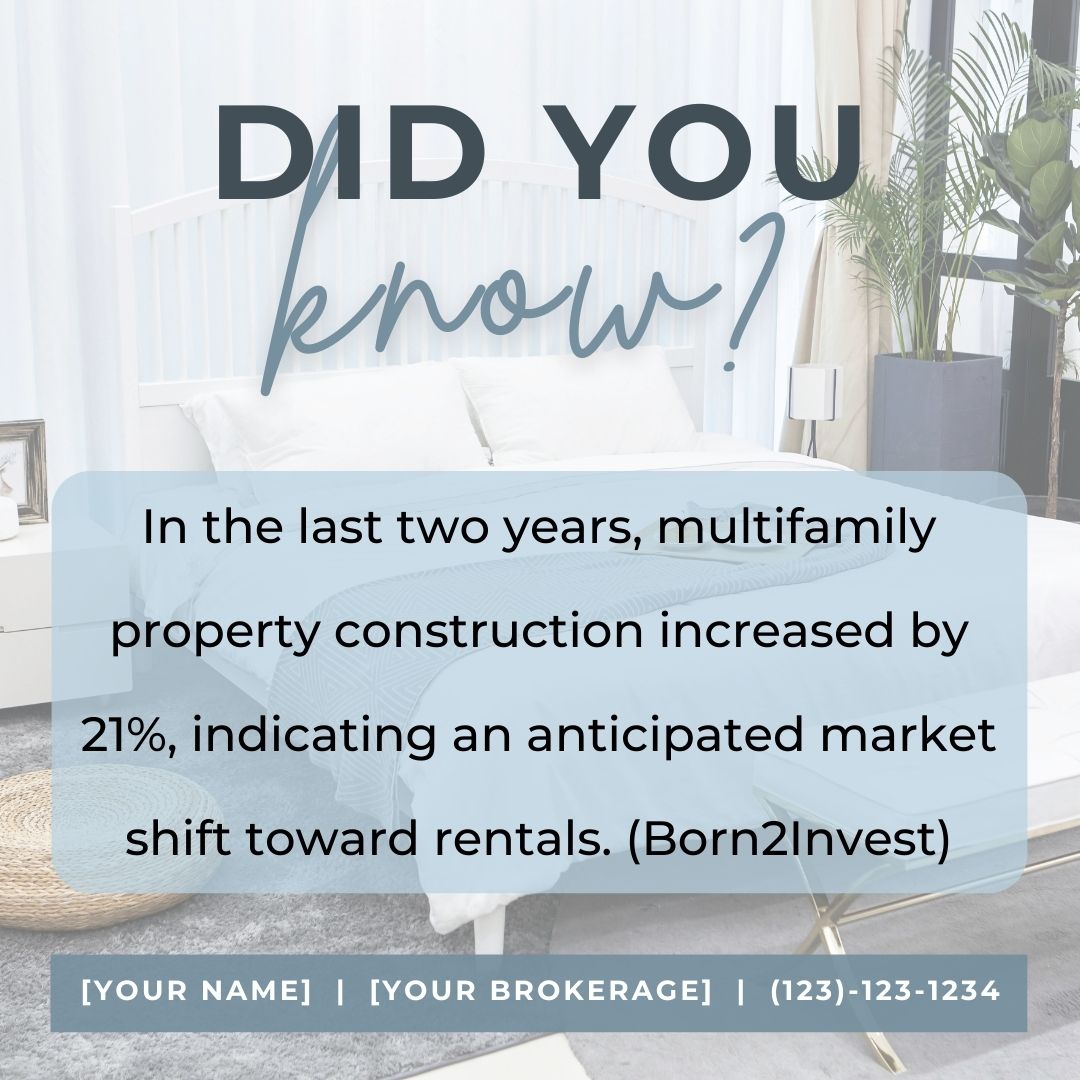 DID YOU
know?
In the last two years, multifamily
property construction increased by
21%, indicating an anticipated market
shift toward rentals. (Born2Invest)
[YOUR NAME] | [YOUR BROKERAGE] | (123)-123-1234